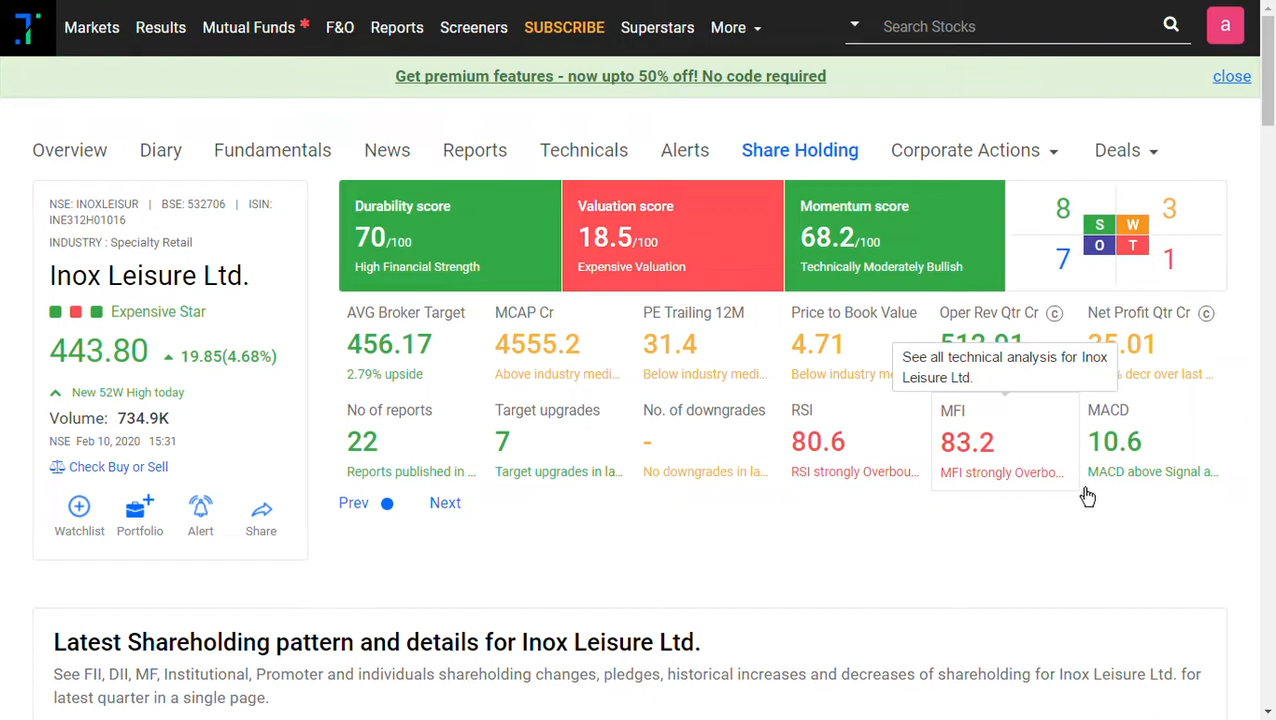 Markets Results Mutual Funds * F&O Reports Screeners SUBSCRIBE Superstars More Search Stocks a
Get premium features - now upto 50% off! No code required close
Overview Diary Fundamentals News Reports Technicals Alerts Share Holding Corporate Actions Deals
NSE: INOXLEISUR | BSE: 532706 | ISIN:
INE312H01016
INDUSTRY : Specialty Retail
Inox Leisure Ltd.
Expensive Star
443.80 19.85(4.68%)
New 52W High today
Volume: 734.9K
NSE Feb 10, 2020 15:31
Check Buy or Sell
Watchlist Portfolio Alert Share
Durability score
70/100
High Financial Strength
Valuation score
18.5/100
Expensive Valuation
Momentum score
68.2/100
Technically Moderately Bullish
8 3
S W
O T
7 1
AVG Broker Target MCAP Cr PE Trailing 12M Price to Book Value Oper Rev Qtr Cr C Net Profit Qtr Cr C
456.17 4555.2 31.4 4.71
2.79% upside Above industry medi... Below industry medi... decr over last ...
See all technical analysis for Inox
Leisure Ltd.
No of reports Target upgrades No. of downgrades RSI MFI MACD
22 7 - 80.6 83.2 10.6
Reports published in ... Target upgrades in la... No downgrades in la... RSI strongly Overbou... MFI strongly Overbo... MACD above Signal a...
Prev Next
Latest Shareholding pattern and details for Inox Leisure Ltd.
See FII, DII, MF, Institutional, Promoter and individuals shareholding changes, pledges, historical increases and decreases of shareholding for Inox Leisure Ltd. for
latest quarter in a single page.